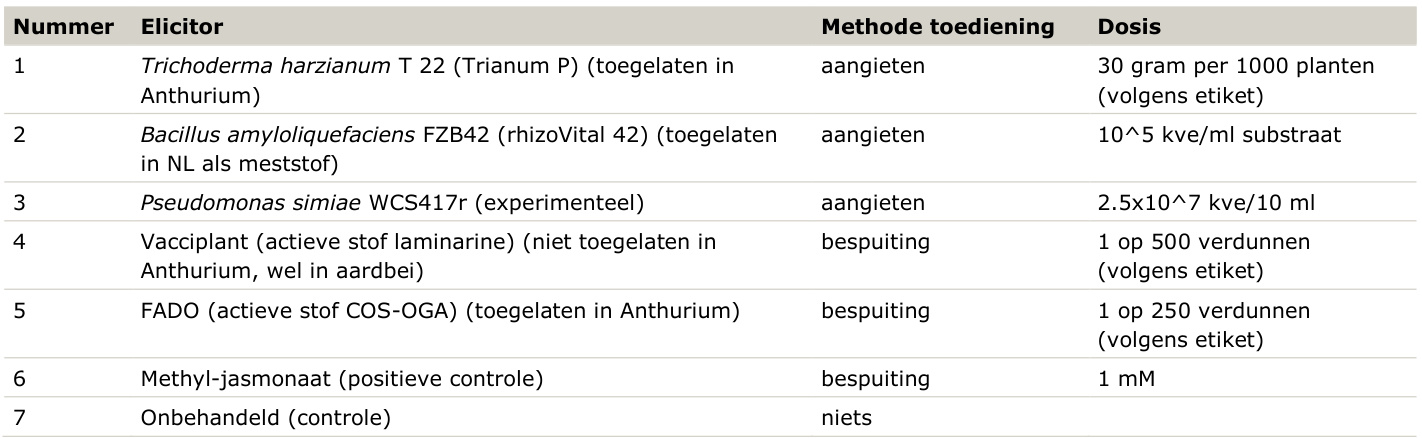 Nummer Elicitor Methode toediening Dosis
1 Trichoderma harzianum T 22 (Trianum P) (toegelaten in aangieten 30 gram per 1000 planten
Anthurium) (volgens etiket)
2 Bacillus amyloliquefaciens FZB42 (rhizoVital 42) (toegelaten aangieten 10^5 kve/ml substraat
in NL als meststof)
3 Pseudomonas simiae WCS417r (experimenteel) aangieten 2.5x10^7 kve/10 ml
4 Vacciplant (actieve stof laminarine) (niet toegelaten in bespuiting 1 op 500 verdunnen
Anthurium, wel in aardbei) (volgens etiket)
5 FADO (actieve stof COS-OGA) (toegelaten in Anthurium) bespuiting 1 op 250 verdunnen
(volgens etiket)
6 Methyl-jasmonaat (positieve controle) bespuiting 1 mM
7 Onbehandeld (controle) niets